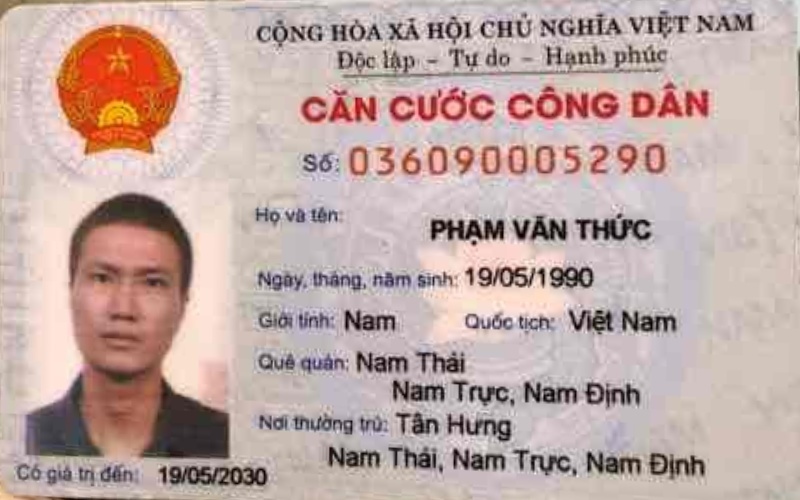 CỘNG HÒA XÃ HỘI CHỦ NGHĨA VIỆT NAM
Độc lập - Tự do - Hạnh phúc
CĂN CƯỚC CÔNG DÂN
Số: 036090005290
Họ và tên: PHẠM VĂN THỨC
Ngày, tháng, năm sinh: 19/05/1990
Giới tính: Nam Quốc tịch: Việt Nam
Quê quán: Nam Thái
Nam Trực, Nam Định
Nơi thường trú: Tân Hưng
Nam Thái, Nam Trực, Nam Định
Có giá trị đến: 19/05/2030